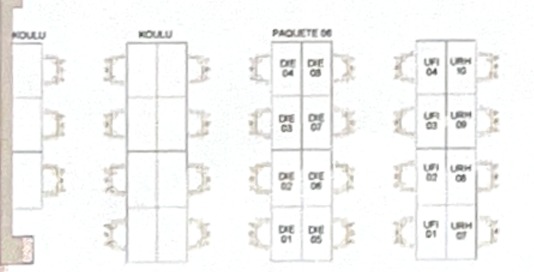 KOULU
KOULU
PAQUETE 06
DIE 04
DIE 08
DIE 03
DIE 07
DIE 02
DIE 06
DIE 01
DIE 05
UFI 04
URH 10
UFI 03
URH 09
UFI 02
URH 08
UFI 01
URH 07